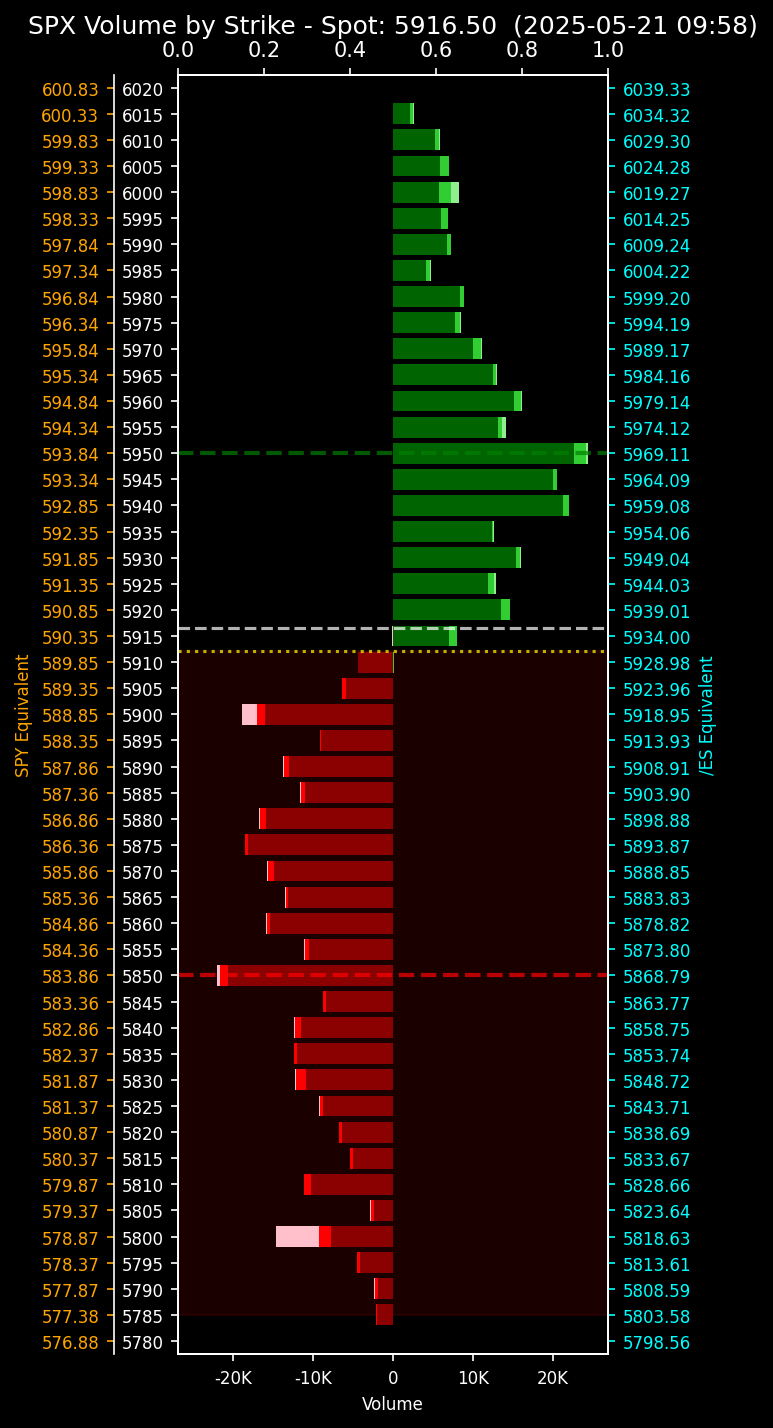 SPX Volume by Strike - Spot: 5916.50 (2025-05-21 09:58)
0.0 0.2 0.4 0.6 0.8 1.0
600.83 6020 6039.33
600.33 6015 6034.32
599.83 6010 6029.30
599.33 6005 6024.28
598.83 6000 6019.27
598.33 5995 6014.25
597.84 5990 6009.24
597.34 5985 6004.22
596.84 5980 5999.20
596.34 5975 5994.19
595.84 5970 5989.17
595.34 5965 5984.16
594.84 5960 5979.14
594.34 5955 5974.12
593.84 5950 5969.11
593.34 5945 5964.09
592.85 5940 5959.08
592.35 5935 5954.06
591.85 5930 5949.04
591.35 5925 5944.03
590.85 5920 5939.01
590.35 5915 5934.00
589.85 5910 5928.98
589.35 5905 5923.96
588.85 5900 5918.95
588.35 5895 5913.93
587.86 5890 5908.91
587.36 5885 5903.90
586.86 5880 5898.88
586.36 5875 5893.87
585.86 5870 5888.85
585.36 5865 5883.83
584.86 5860 5878.82
584.36 5855 5873.80
583.86 5850 5868.79
583.36 5845 5863.77
582.86 5840 5858.75
582.37 5835 5853.74
581.87 5830 5848.72
581.37 5825 5843.71
580.87 5820 5838.69
580.37 5815 5833.67
579.87 5810 5828.66
579.37 5805 5823.64
578.87 5800 5818.63
578.37 5795 5813.61
577.87 5790 5808.59
577.38 5785 5803.58
576.88 5780 5798.56
SPY Equivalent
/ES Equivalent
-20K -10K 0 10K 20K
Volume